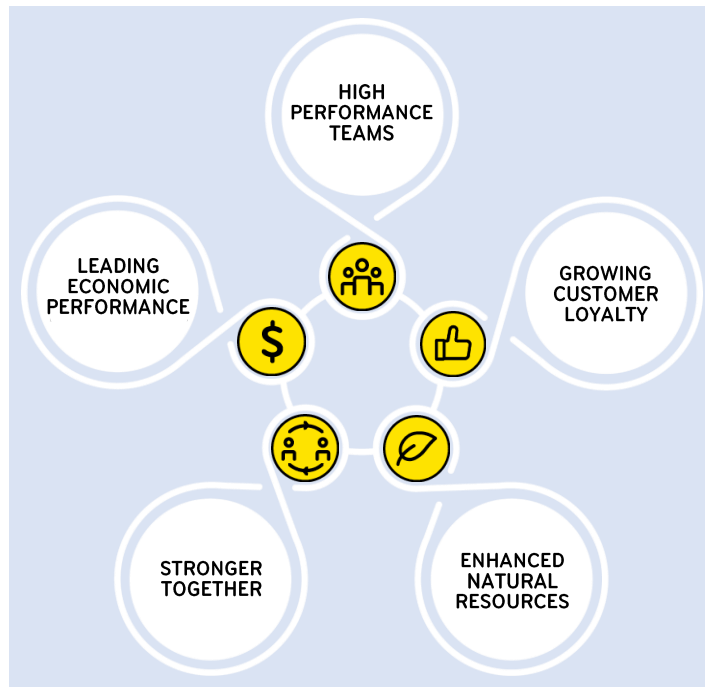 HIGH
PERFORMANCE
TEAMS
LEADING
ECONOMIC
PERFORMANCE
GROWING
CUSTOMER
LOYALTY
$
STRONGER
TOGETHER
ENHANCED
NATURAL
RESOURCES